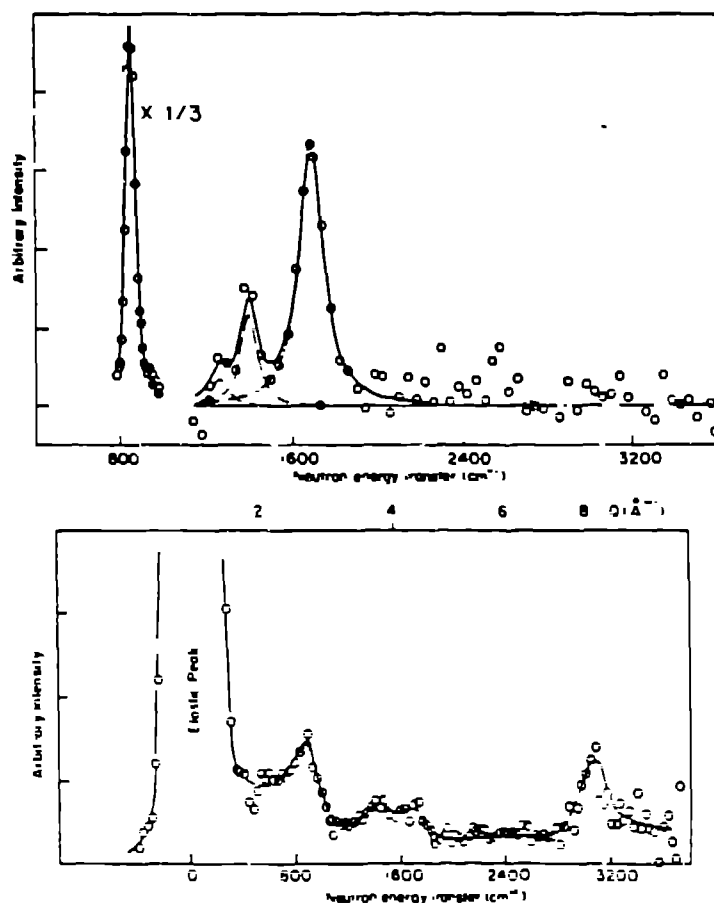 Arbitrary intensity
X 1/3
800 1600 2400 3200
Neutron energy transfer (cm⁻¹)
2 4 6 8 Q(Å⁻¹)
Arbitrary intensity
Elastic Peak
0 800 1600 2400 3200
Neutron energy transfer (cm⁻¹)